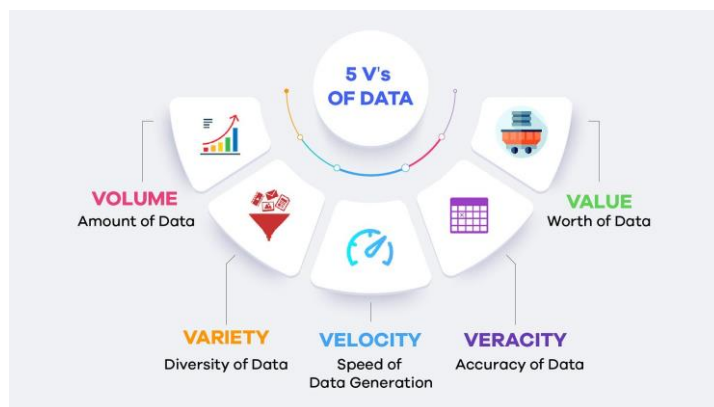 5 V's
OF DATA
VOLUME
Amount of Data
VARIETY
Diversity of Data
VELOCITY
Speed of
Data Generation
VERACITY
Accuracy of Data
VALUE
Worth of Data